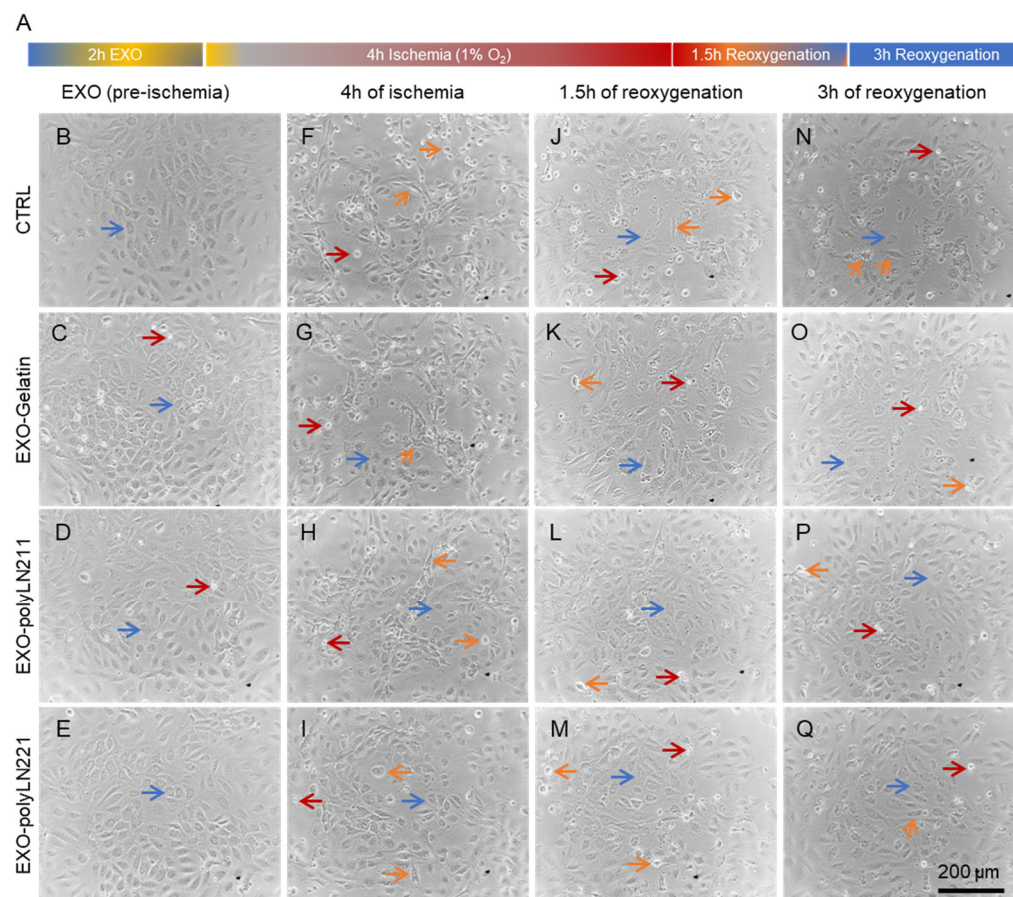 A
2h EXO 4h Ischemia (1% O₂) 1.5h Reoxygenation 3h Reoxygenation
EXO (pre-ischemia) 4h of ischemia 1.5h of reoxygenation 3h of reoxygenation
CTRL
B F J N
EXO-Gelatin
C G K O
EXO-polyLN211
D H L P
EXO-polyLN221
E I M Q
200 µm